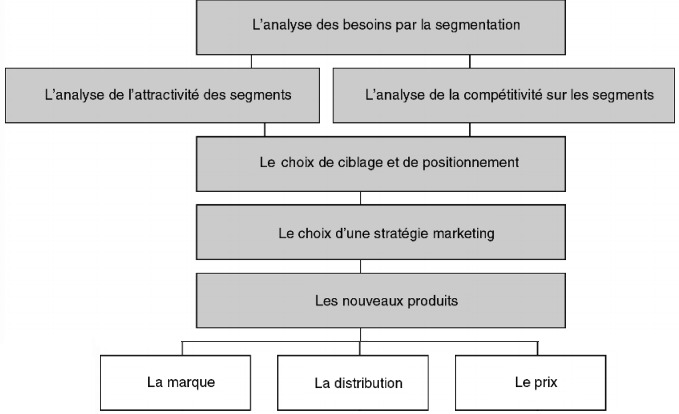 L'analyse des besoins par la segmentation
L'analyse de l'attractivité des segments
L'analyse de la compétitivité sur les segments
Le choix de ciblage et de positionnement
Le choix d'une stratégie marketing
Les nouveaux produits
La marque
La distribution
Le prix